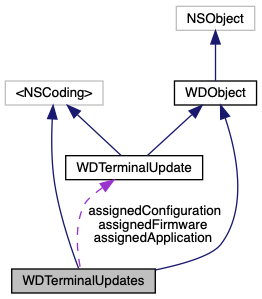 NSObject
<NSCoding>
WDObject
WDTerminalUpdate
assignedConfiguration
assignedFirmware
assignedApplication
WDTerminalUpdates